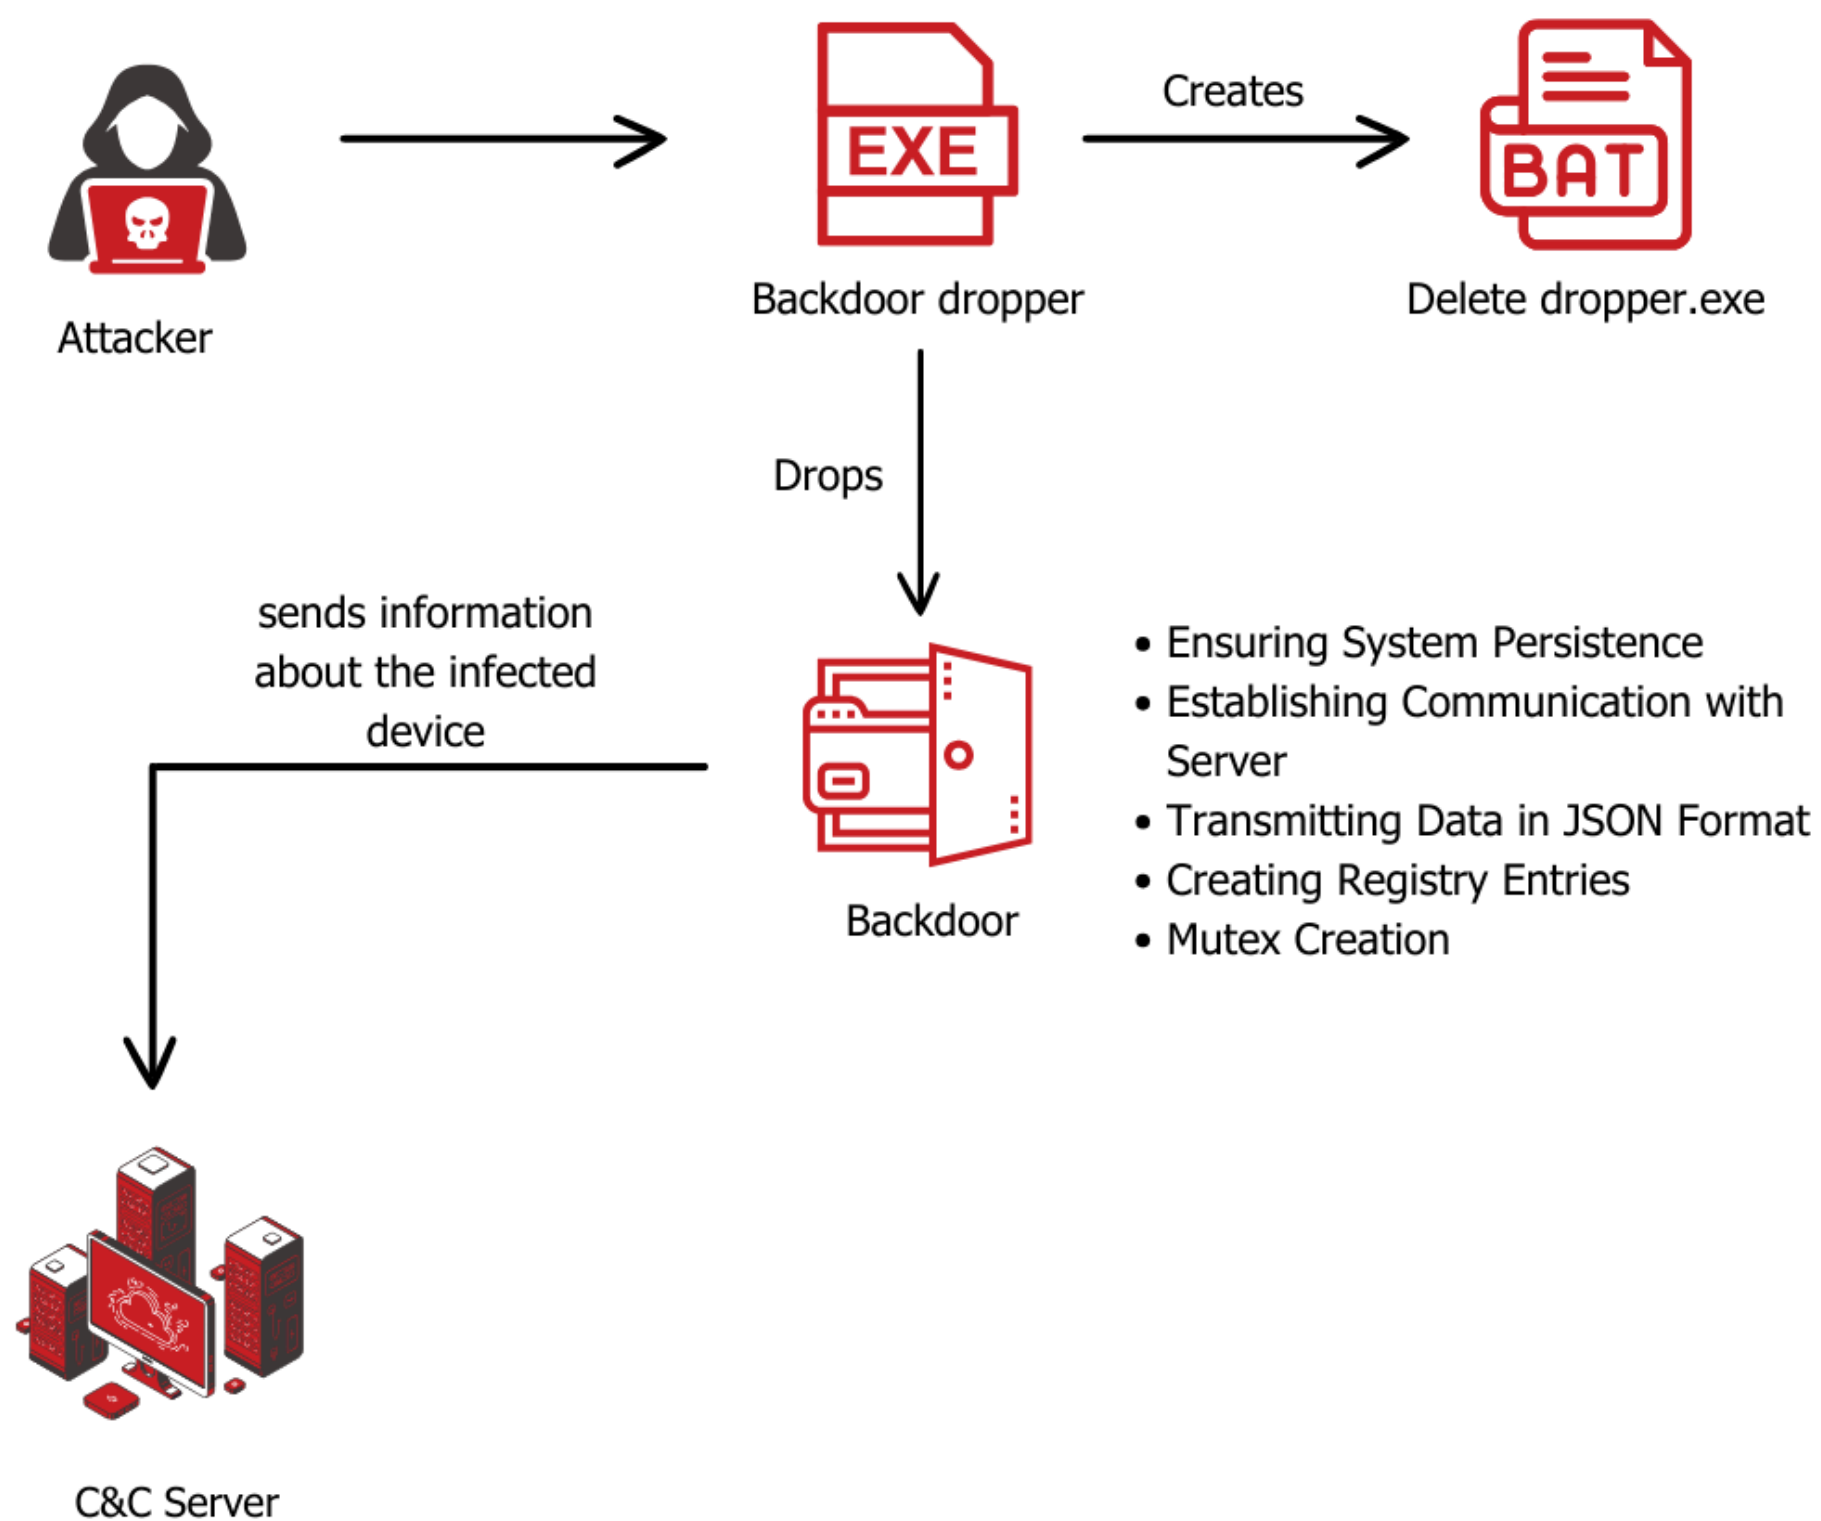 EXE
Creates
BAT
Attacker
Backdoor dropper
Delete dropper.exe
Drops
sends information
about the infected
device
• Ensuring System Persistence
• Establishing Communication with
Server
• Transmitting Data in JSON Format
• Creating Registry Entries
• Mutex Creation
Backdoor
C&C Server